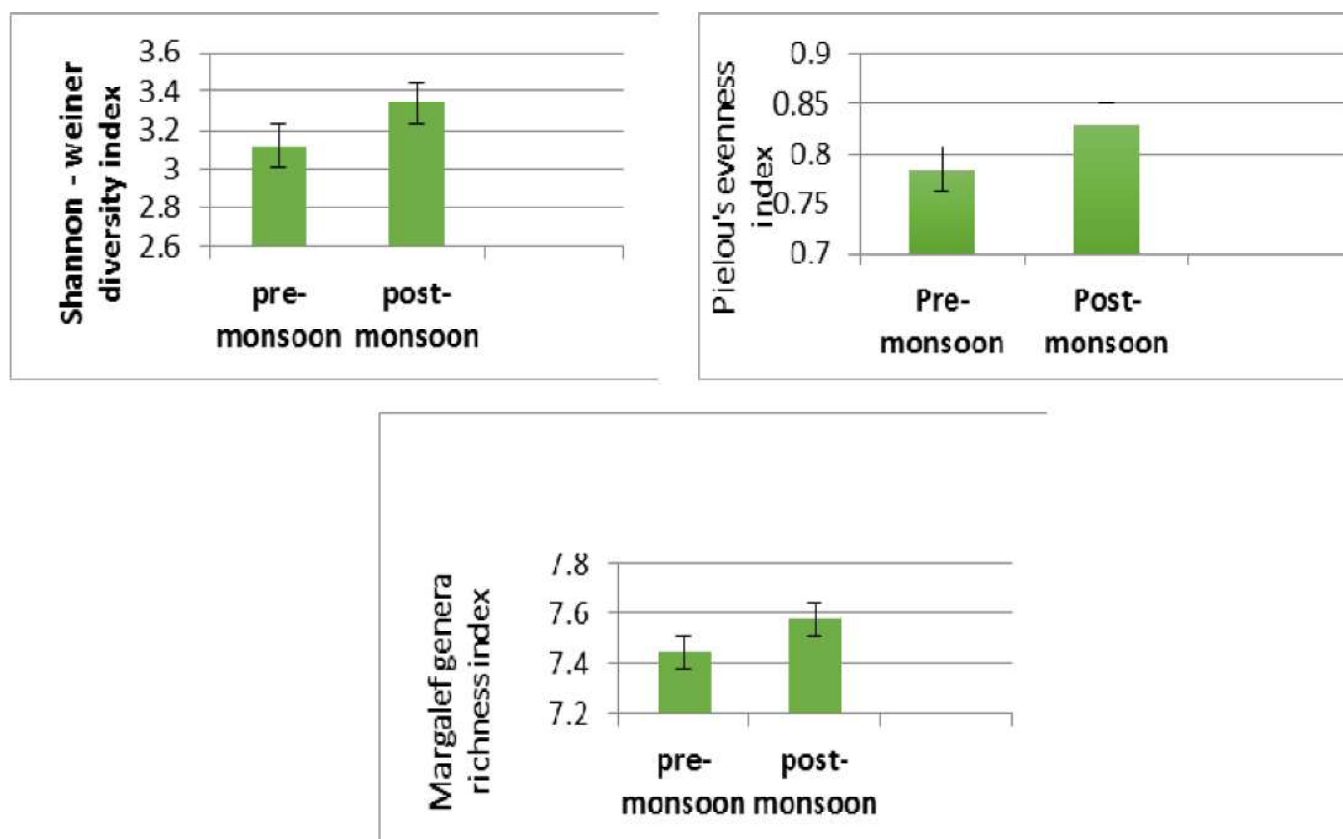 Shannon - weiner
diversity index
3.6
3.4
3.2
3
2.8
2.6
pre-
monsoon
post-
monsoon
Pielou's evenness
index
0.9
0.85
0.8
0.75
0.7
Pre-
monsoon
Post-
monsoon
Margalef genera
richness index
7.8
7.6
7.4
7.2
pre-
monsoon
post-
monsoon